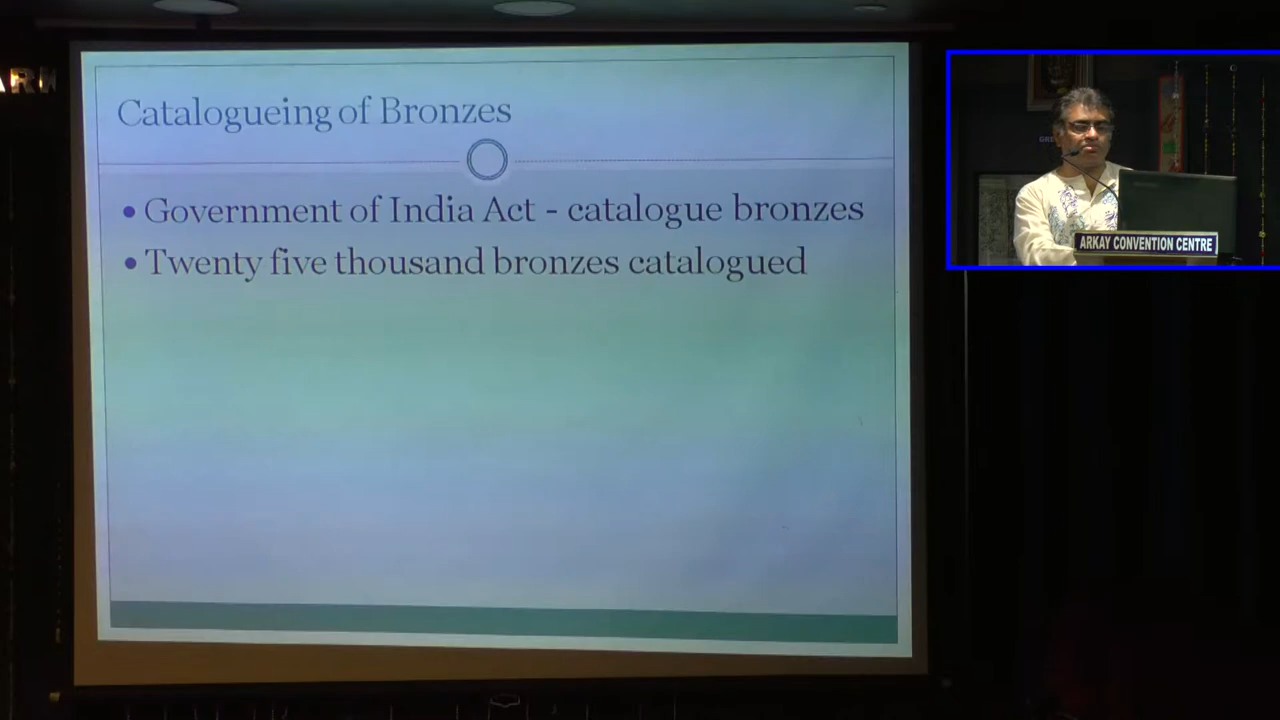 Catalogueing of Bronzes
• Government of India Act - catalogue bronzes
• Twenty five thousand bronzes catalogued
ARKAY CONVENTION CENTRE